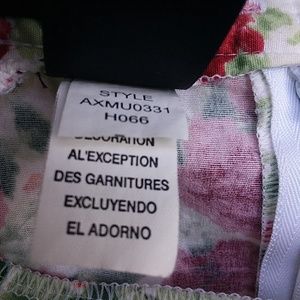 STYLE
AXMU0331
H066
DECORATION
AL'EXCEPTION
DES GARNITURES
EXCLUYENDO
EL ADORNO